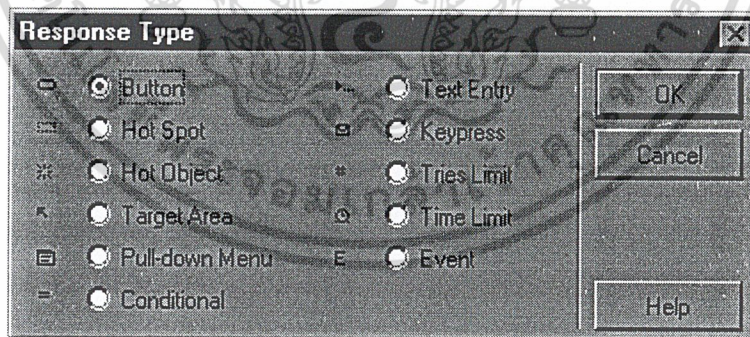 Response Type
Button
Hot Spot
Hot Object
Target Area
Pull-down Menu
Conditional
Text Entry
Keypress
Tries Limit
Time Limit
E Event
OK
Cancel
Help